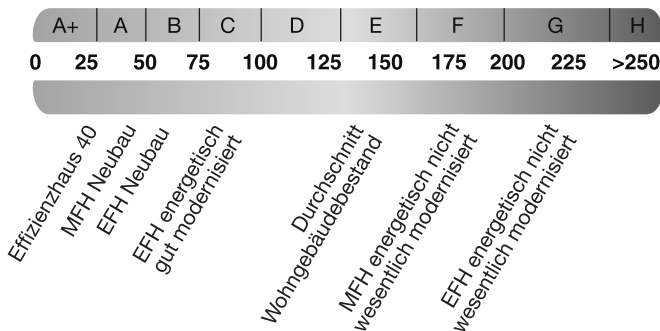 A+ A B C D E F G H
0 25 50 75 100 125 150 175 200 225 >250
Effizienzhaus 40
MFH Neubau
EFH Neubau
EFH energetisch
gut modernisiert
Durchschnitt
Wohngebäudebestand
MFH energetisch nicht
wesentlich modernisiert
EFH energetisch nicht
wesentlich modernisiert